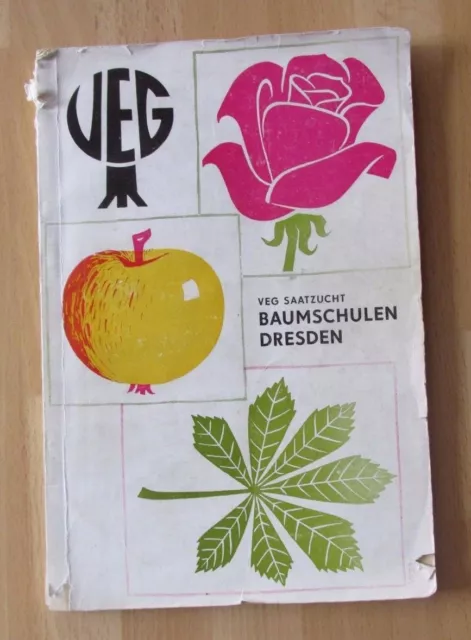 VEG
VEG SAATZUCHT
BAUMSCHULEN
DRESDEN